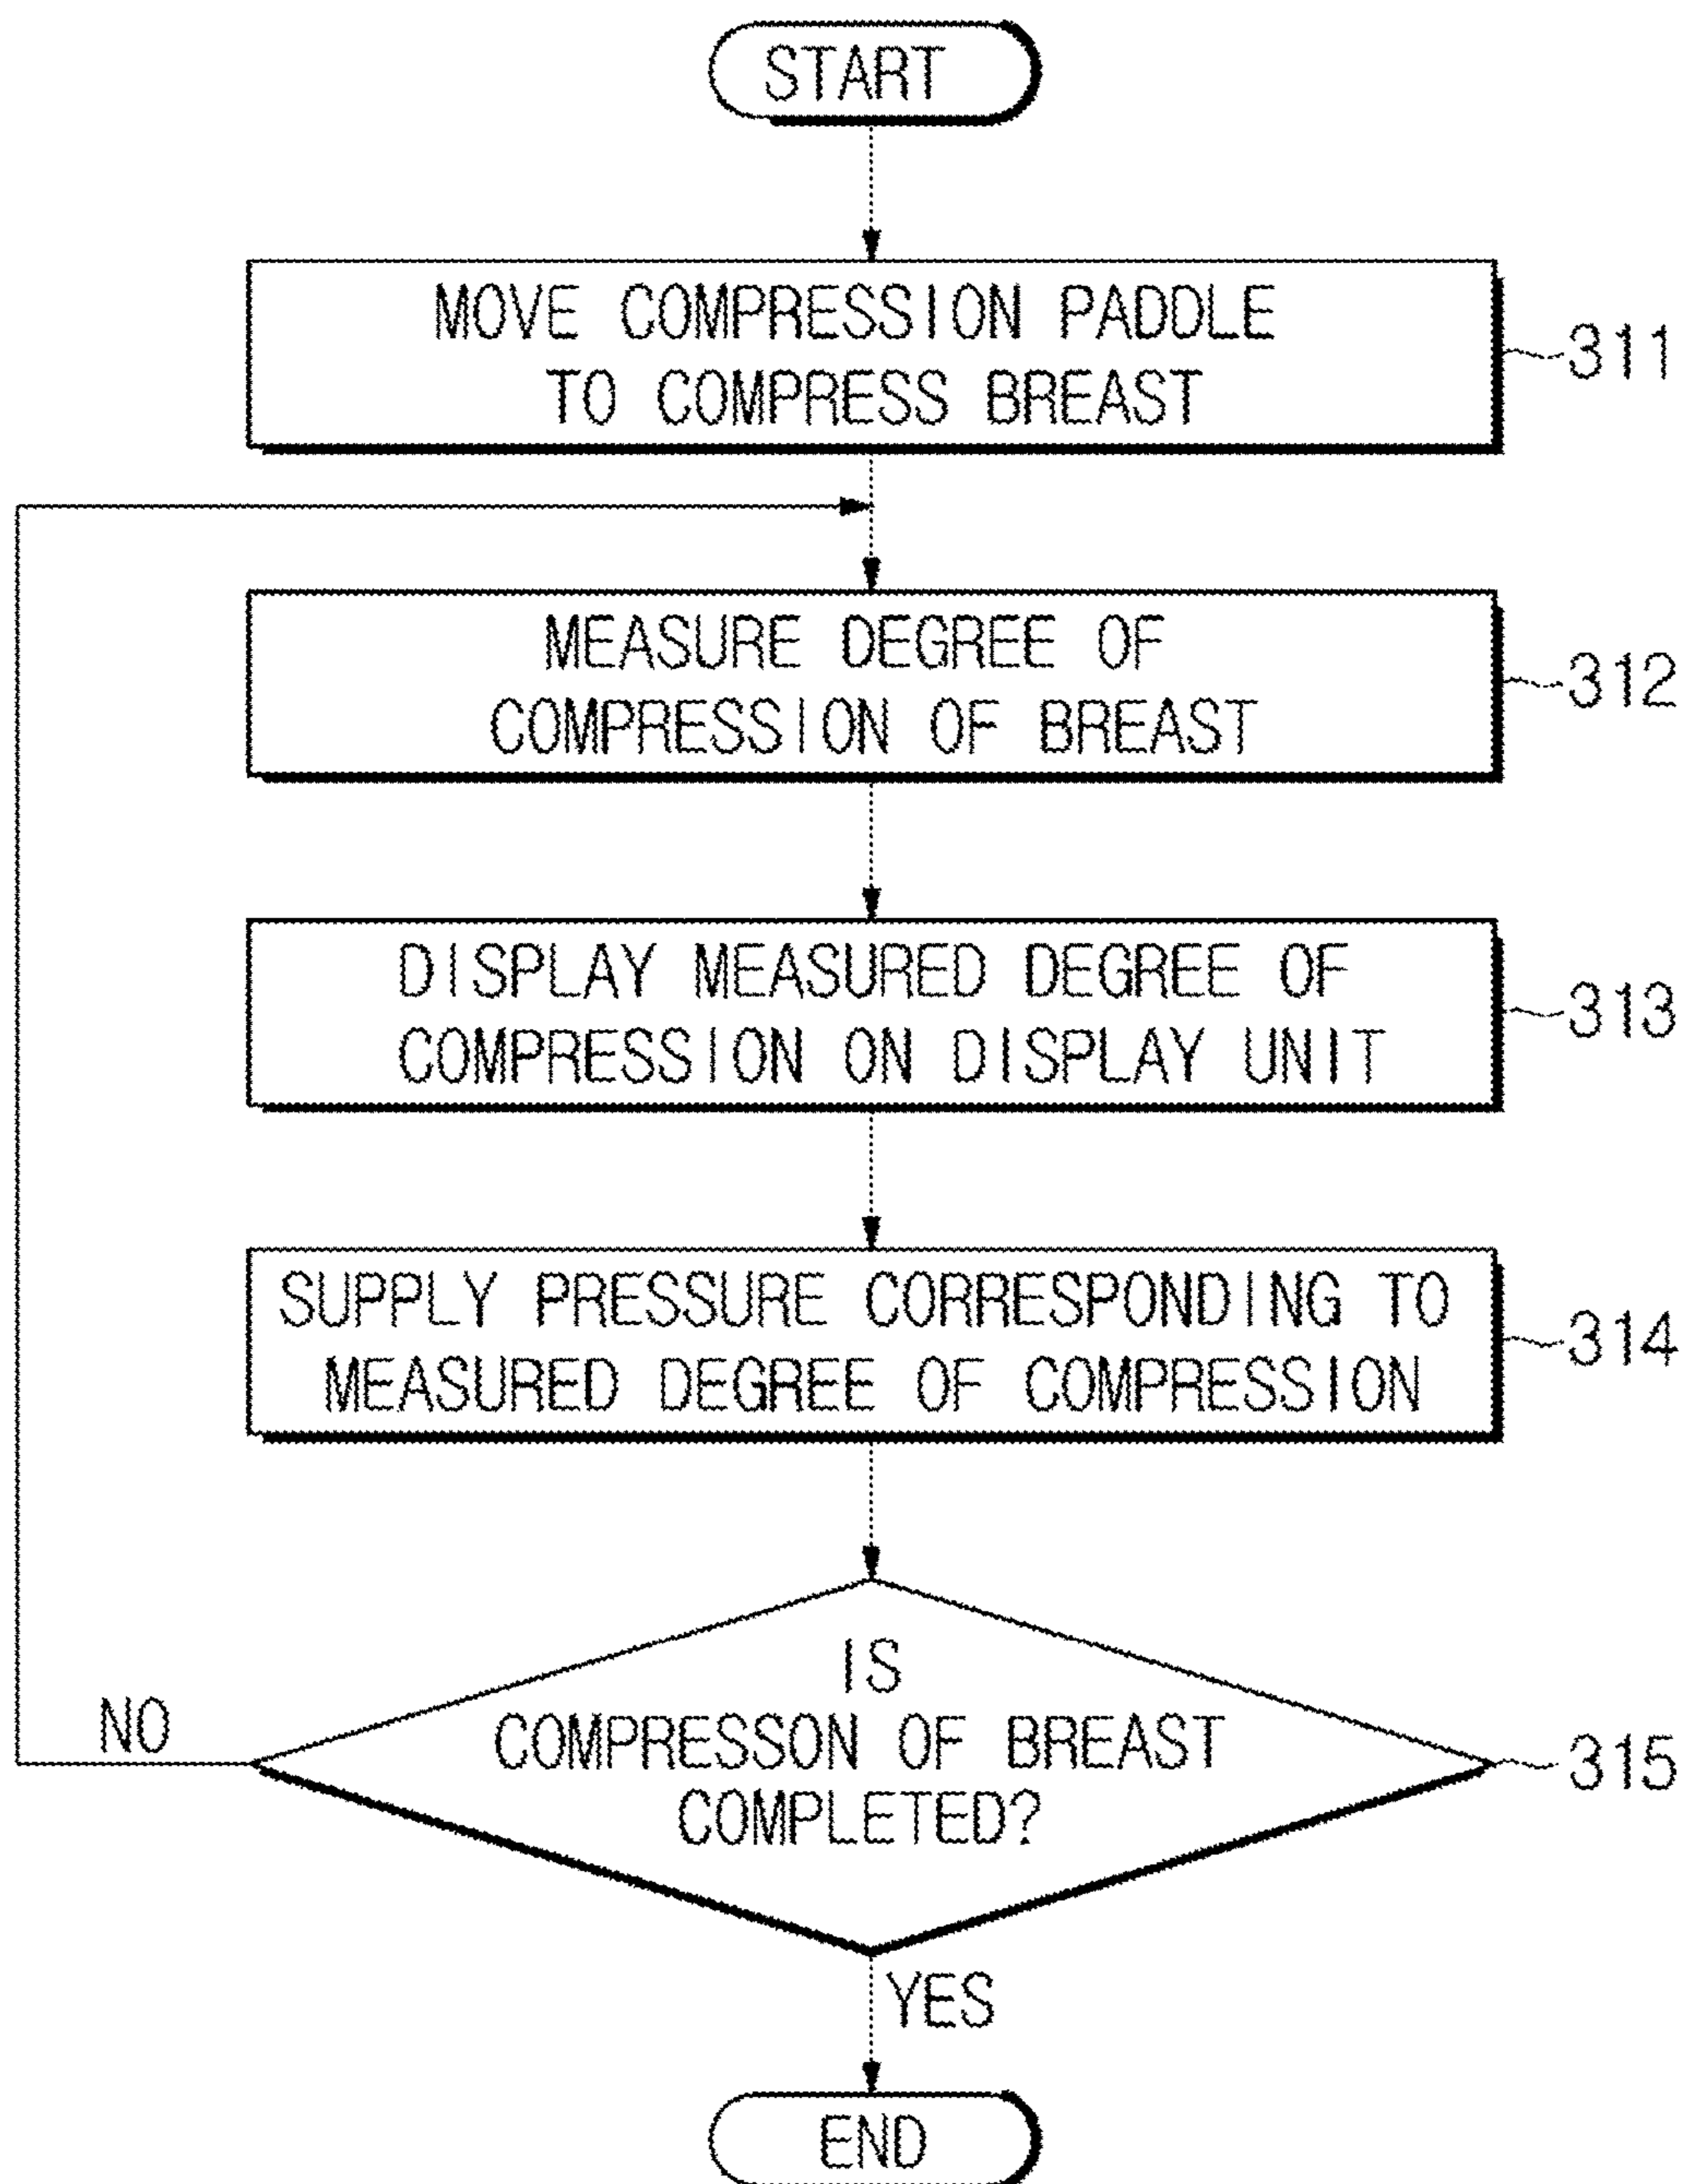 START
MOVE COMPRESSION PADDLE
TO COMPRESS BREAST
311
MEASURE DEGREE OF
COMPRESSION OF BREAST
312
DISPLAY MEASURED DEGREE OF
COMPRESSION ON DISPLAY UNIT
313
SUPPLY PRESSURE CORRESPONDING TO
MEASURED DEGREE OF COMPRESSION
314
IS
COMPRESSON OF BREAST
COMPLETED?
315
NO
YES
END